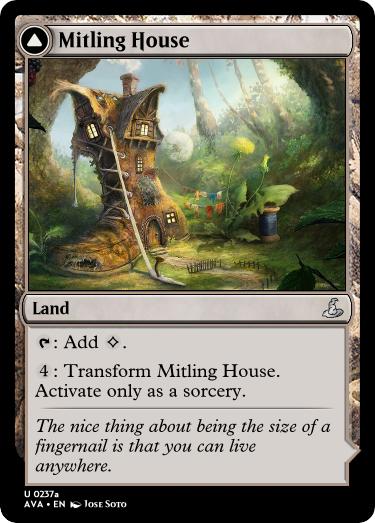 Mitling House
Land
: Add .
4 : Transform Mitling House.
Activate only as a sorcery.
The nice thing about being the size of a
fingernail is that you can live
anywhere.
U 0237a
AVA • EN Jose Soto